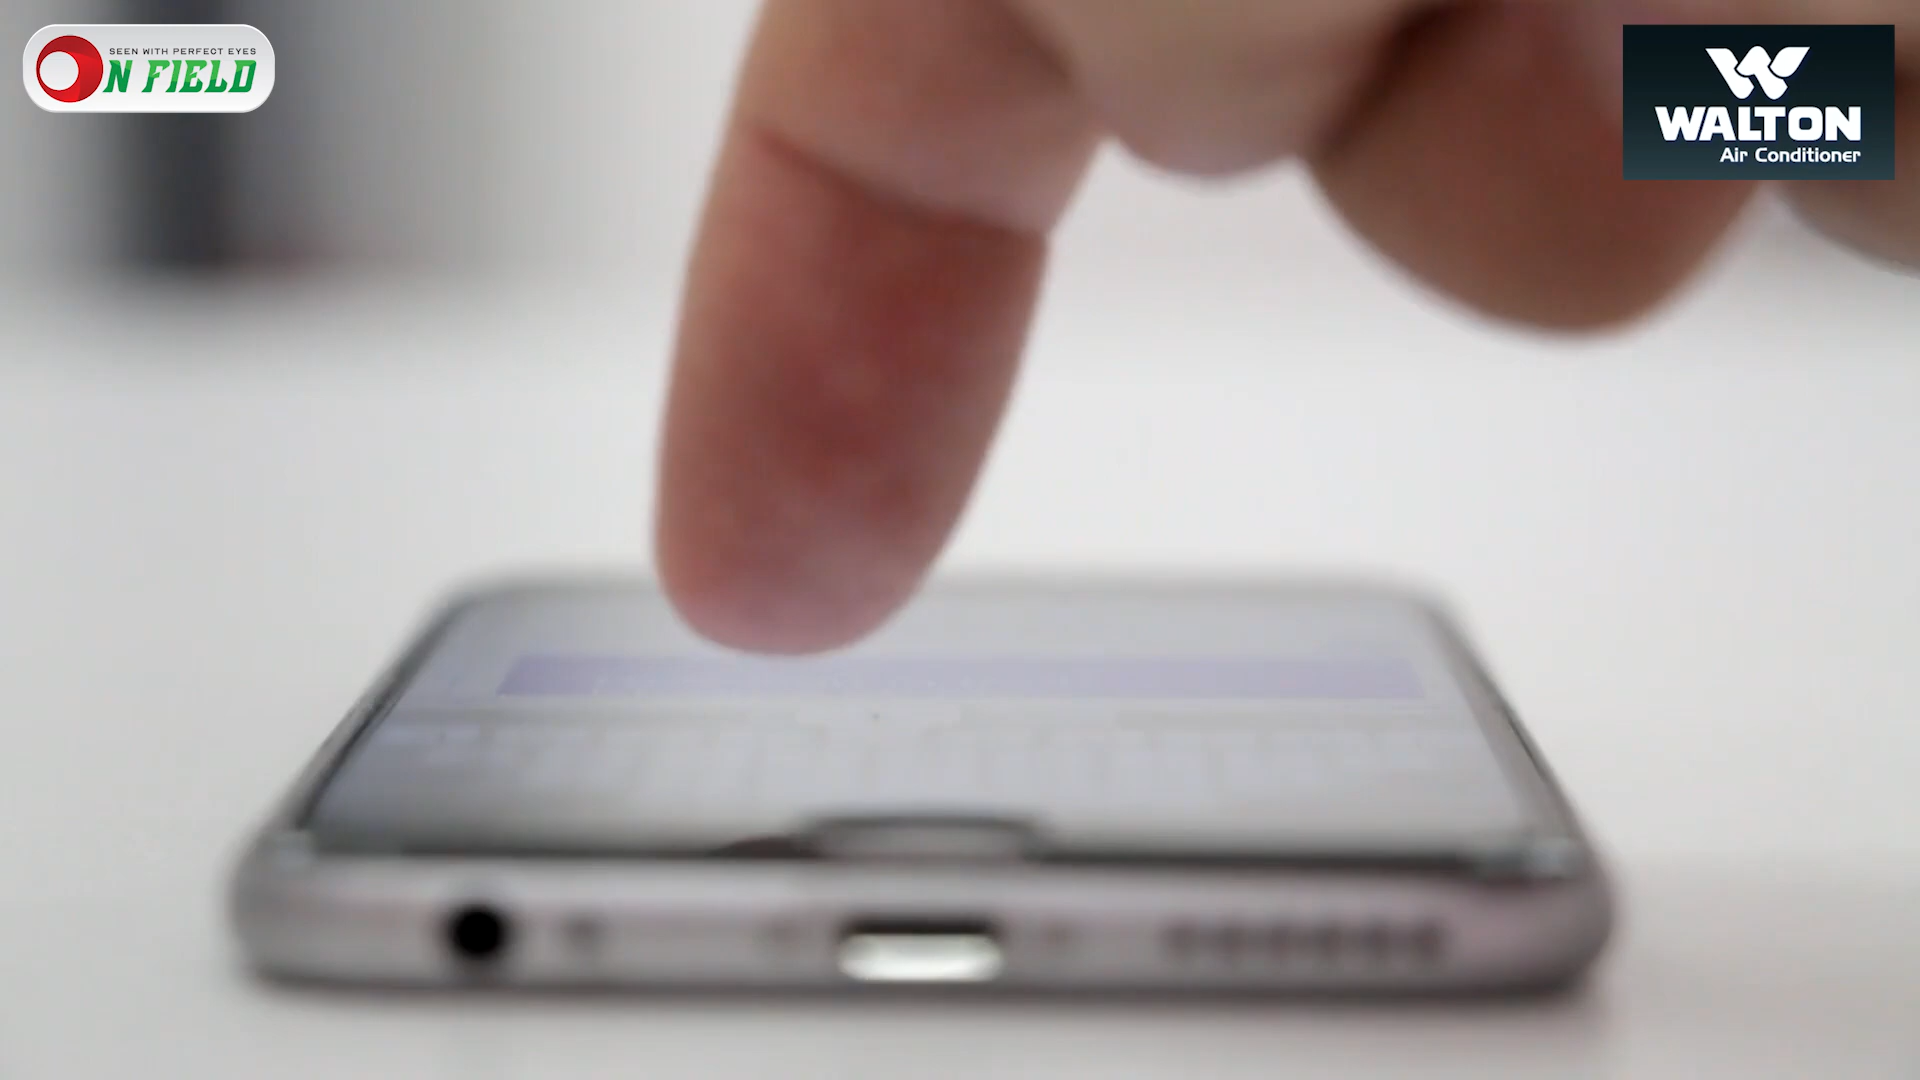 SEEN WITH PERFECT EYES
ON FIELD
WALTON
Air Conditioner